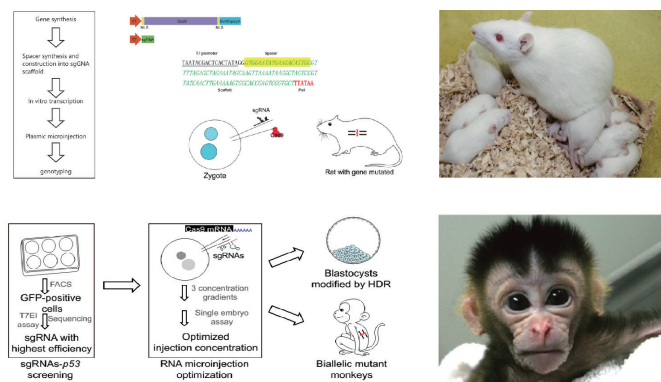 Gene synthesis
Spacer synthesis and
construction into sgGNA
scaffold
In vitro transcription
Plasmic microinjection
genotyping
T7 promoter
Spacer
Scaffold
sgRNA
Cas9
Zygote
Rat with gene mutated
FACS
GFP-positive
cells
T7EI
assay
Sequencing
sgRNA with
highest efficiency
sgRNAs-p53
screening
Cas9 mRNA AAAAAA
sgRNAs
3 concentration
gradients
Single embryo
assay
Optimized
injection concentration
RNA microinjection
optimization
Blastocysts
modified by HDR
Biallelic mutant
monkeys